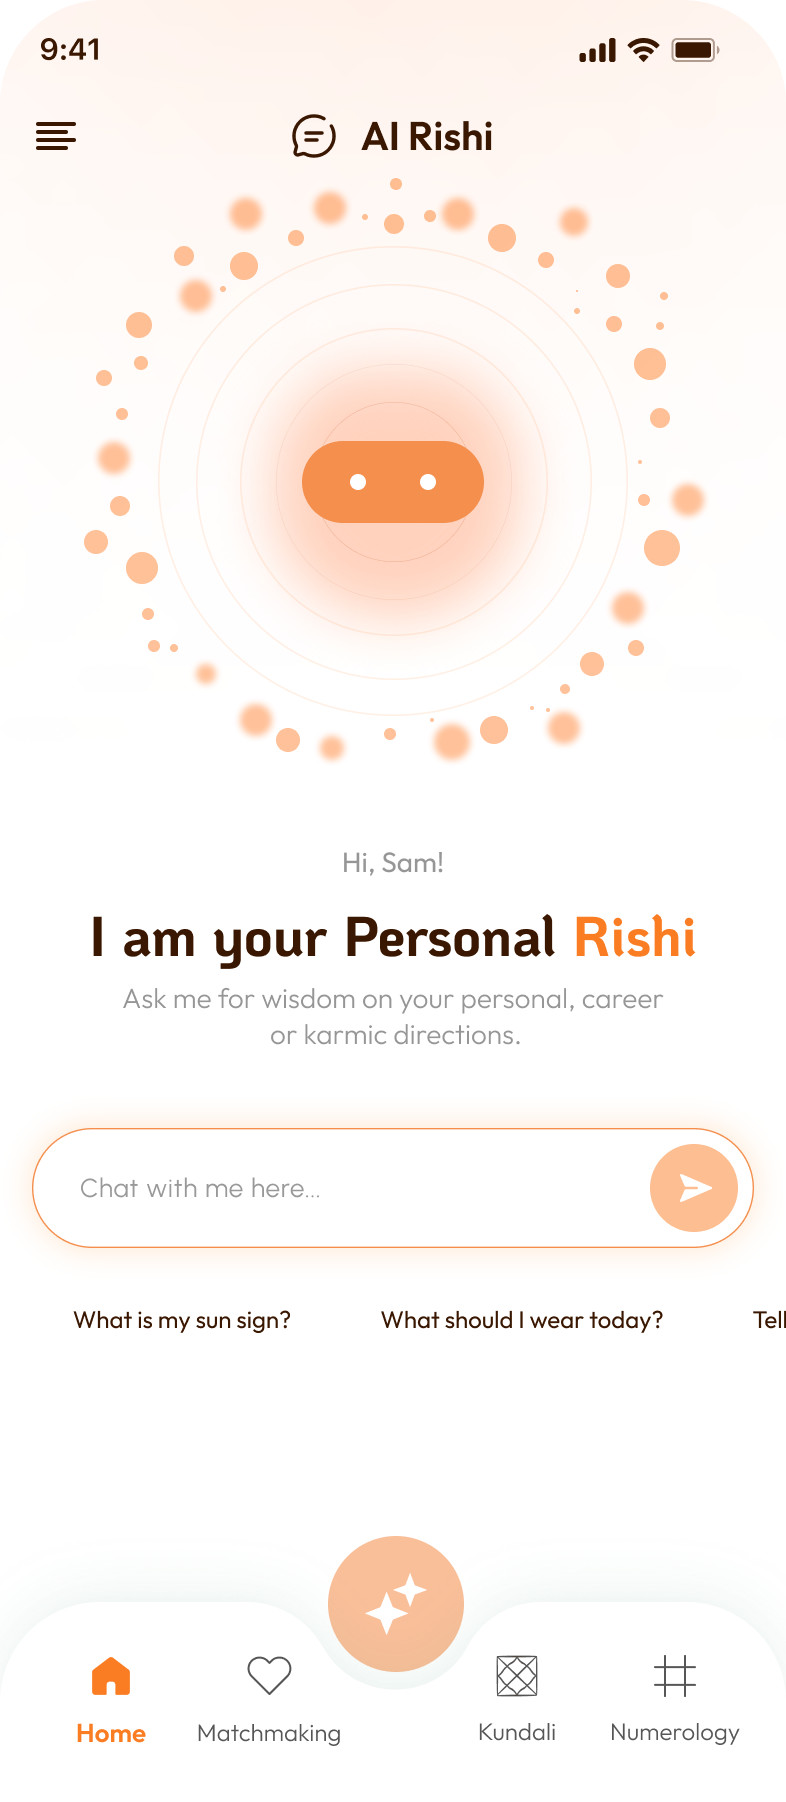 9:41
AI Rishi
Hi, Sam!
I am your Personal Rishi
Ask me for wisdom on your personal, career
or karmic directions.
Chat with me here...
What is my sun sign? What should I wear today? Tell
Home Matchmaking Kundali Numerology